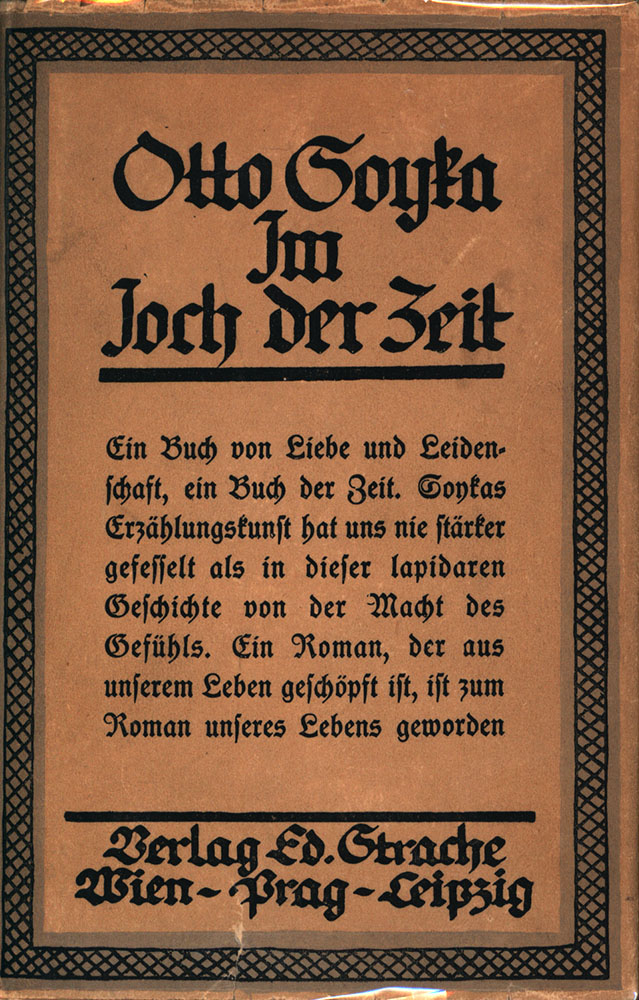 Otto Soyka
Im
Joch der Zeit
Ein Buch von Liebe und Leiden-
schaft, ein Buch der Zeit. Soykas
Erzählungskunst hat uns nie stärker
gefesselt als in dieser lapidaren
Geschichte von der Macht des
Gefühls. Ein Roman, der aus
unserem Leben geschöpft ist, ist zum
Roman unseres Lebens geworden
Verlag Ed. Strache
Wien - Prag - Leipzig